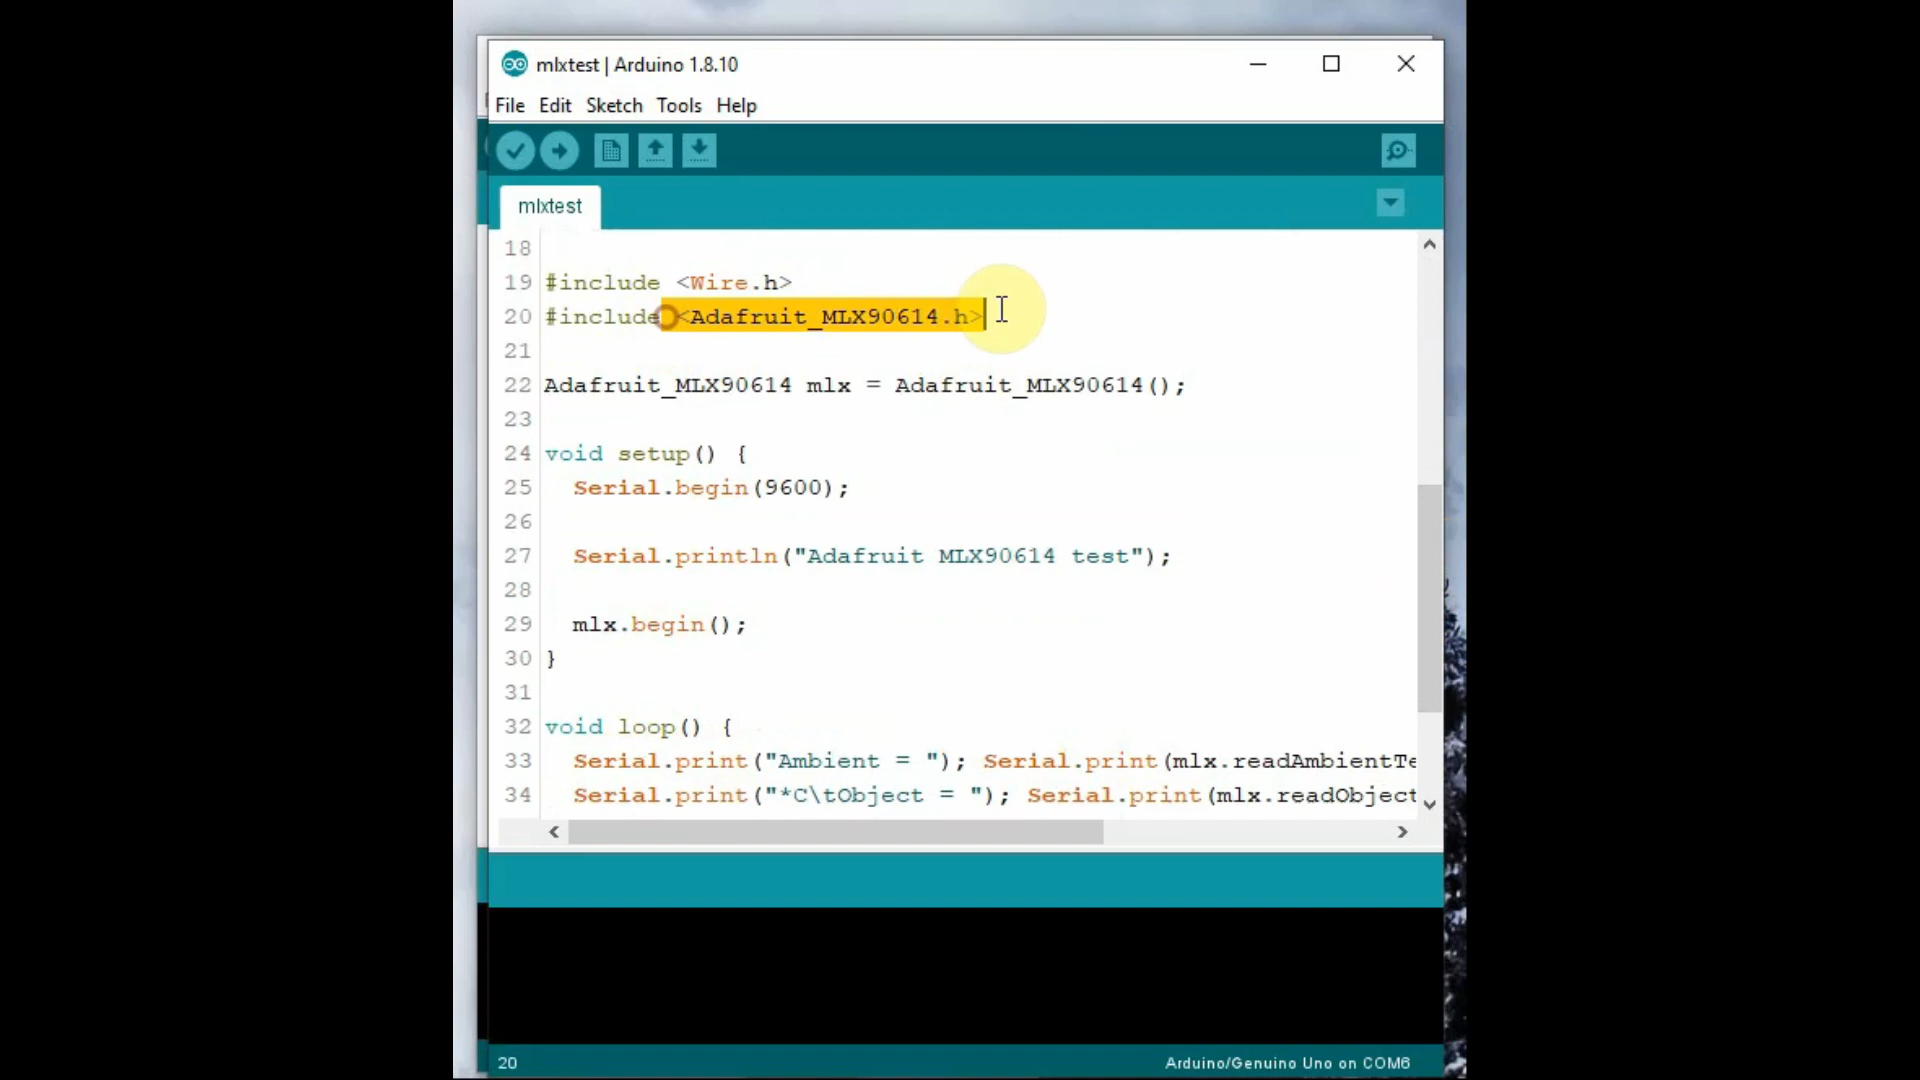 mlxtest | Arduino 1.8.10
File Edit Sketch Tools Help
mlxtest
18
19 #include <Wire.h>
20 #include <Adafruit_MLX90614.h>
21
22 Adafruit_MLX90614 mlx = Adafruit_MLX90614();
23
24 void setup() {
25 Serial.begin(9600);
26
27 Serial.println("Adafruit MLX90614 test");
28
29 mlx.begin();
30 }
31
32 void loop() {
33 Serial.print("Ambient = "); Serial.print(mlx.readAmbientTe
34 Serial.print("*C\tObject = "); Serial.print(mlx.readObject
20 Arduino/Genuino Uno on COM6